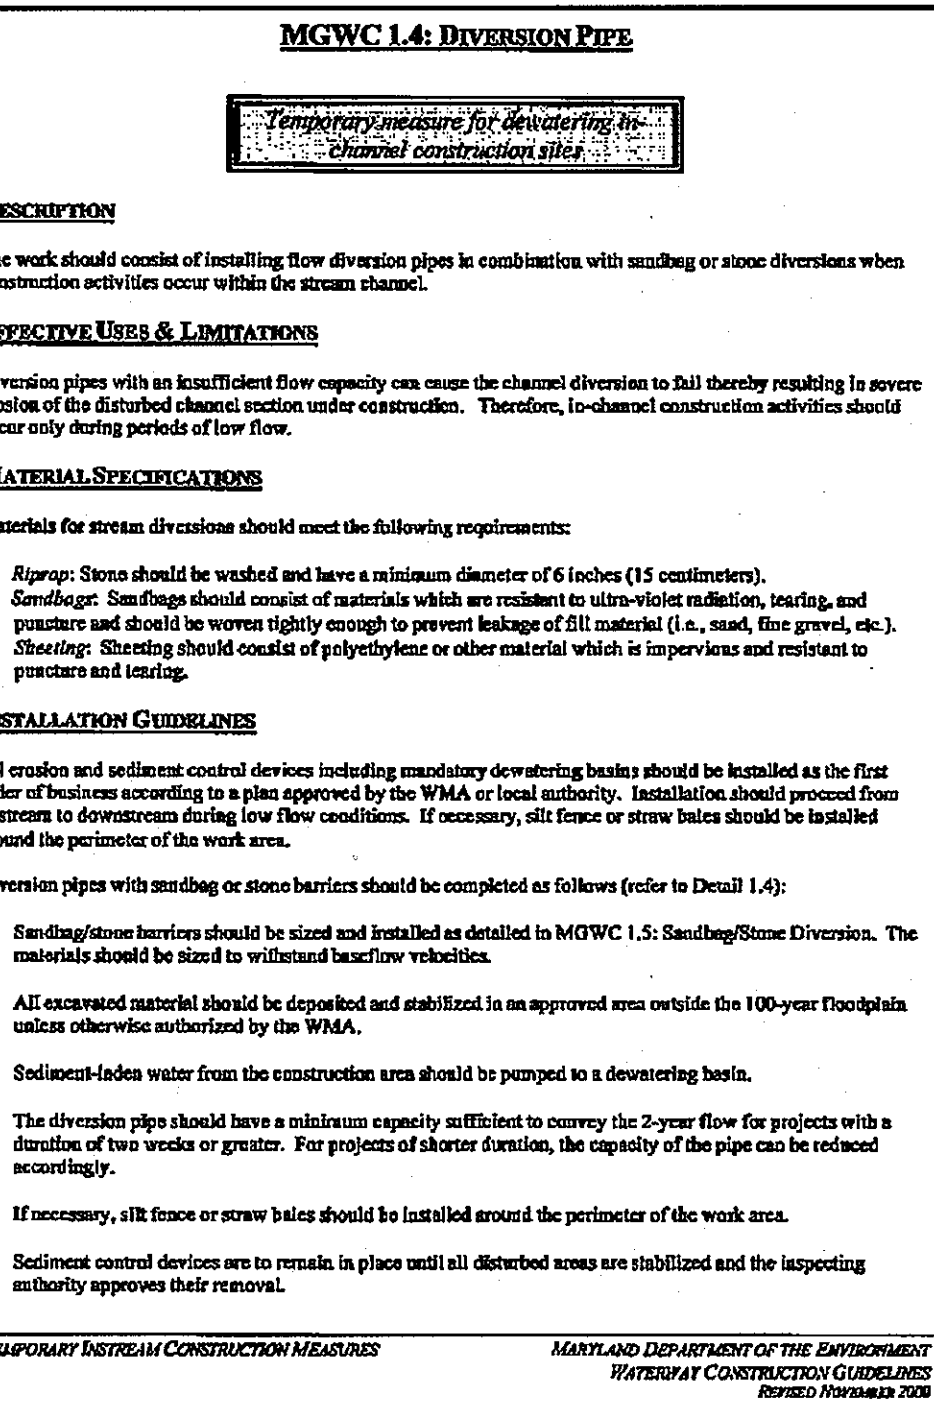 MGWC 1.4: DIVERSION PIPE
Temporary measure for dewatering in-
channel construction sites
ESCRIPTION
e work should consist of installing flow diversion pipes in combination with sandbag or stone diversions when
nstruction activities occur within the stream channel.
FFECTIVE USES & LIMITATIONS
version pipes with an insufficient flow capacity can cause the channel diversion to fail thereby resulting in severe
osion of the disturbed channel section under construction. Therefore, in-channel construction activities should
cur only during periods of low flow.
MATERIAL SPECIFICATIONS
aterials for stream diversions should meet the following requirements:
Riprap: Stone should be washed and have a minimum diameter of 6 inches (15 centimeters).
Sandbags: Sandbags should consist of materials which are resistant to ultra-violet radiation, tearing, and
puncture and should be woven tightly enough to prevent leakage of fill material (i.e., sand, fine gravel, etc.).
Sheeting: Sheeting should consist of polyethylene or other material which is impervious and resistant to
puncture and tearing.
STALLATION GUIDELINES
l erosion and sediment control devices including mandatory dewatering basins should be installed as the first
der of business according to a plan approved by the WMA or local authority. Installation should proceed from
stream to downstream during low flow conditions. If necessary, silt fence or straw bales should be installed
ound the perimeter of the work area.
version pipes with sandbag or stone barriers should be completed as follows (refer to Detail 1.4):
Sandbag/stone barriers should be sized and installed as detailed in MGWC 1.5: Sandbag/Stone Diversion. The
materials should be sized to withstand baseflow velocities.
All excavated material should be deposited and stabilized in an approved area outside the 100-year floodplain
unless otherwise authorized by the WMA.
Sediment-laden water from the construction area should be pumped to a dewatering basin.
The diversion pipe should have a minimum capacity sufficient to convey the 2-year flow for projects with a
duration of two weeks or greater. For projects of shorter duration, the capacity of the pipe can be reduced
accordingly.
If necessary, silt fence or straw bales should be installed around the perimeter of the work area.
Sediment control devices are to remain in place until all disturbed areas are stabilized and the inspecting
authority approves their removal.
EMPORARY INSTREAM CONSTRUCTION MEASURES
MARYLAND DEPARTMENT OF THE ENVIRONMENT
WATERWAY CONSTRUCTION GUIDELINES
REVISED NOVEMBER 2000